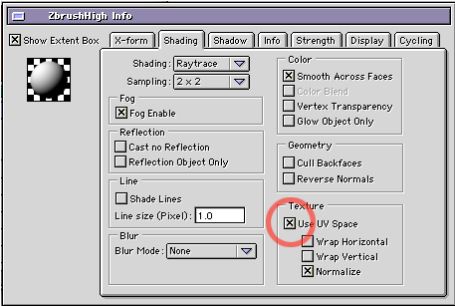 ZbrushHigh Info
Show Extent Box
X-form
Shading
Shadow
Info
Strength
Display
Cycling
Shading: Raytrace
Sampling: 2 x 2
Fog
Fog Enable
Reflection
Cast no Reflection
Reflection Object Only
Line
Shade Lines
Line size (Pixel): 1.0
Blur
Blur Mode: None
Color
Smooth Across Faces
Color Blend
Vertex Transparency
Glow Object Only
Geometry
Cull Backfaces
Reverse Normals
Texture
Use UV Space
Wrap Horizontal
Wrap Vertical
Normalize